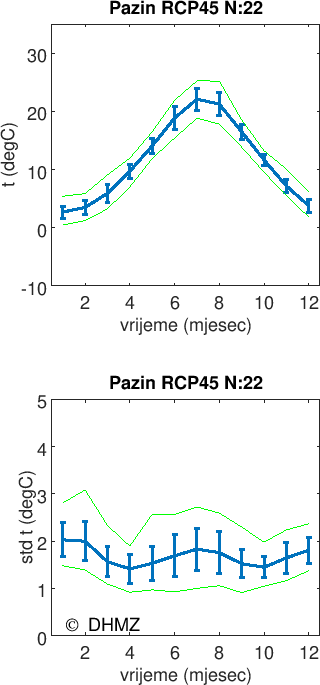 Pazin RCP45 N:22
30
20
10
0
-10
t (degC)
2 4 6 8 10 12
vrijeme (mjesec)
Pazin RCP45 N:22
5
4
3
2
1
0
std t (degC)
© DHMZ
2 4 6 8 10 12
vrijeme (mjesec)